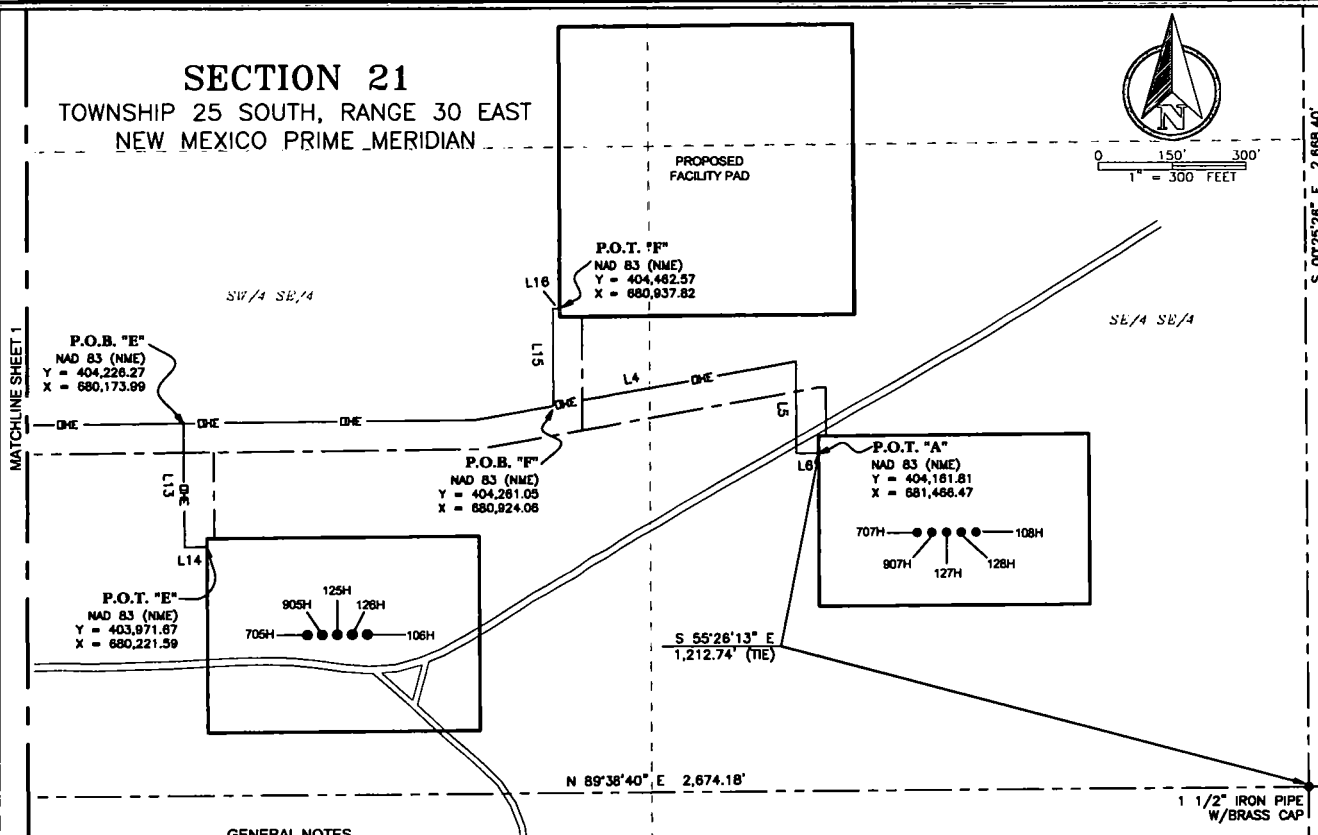 SECTION 21
TOWNSHIP 25 SOUTH, RANGE 30 EAST
NEW MEXICO PRIME MERIDIAN
N
0 150' 300'
1" = 300 FEET
S 00°25'26" E 2,668.40'
PROPOSED
FACILITY PAD
P.O.T. "F"
NAD 83 (NME)
Y = 404,462.57
X = 680,937.82
L16
SW/4 SE/4
SE/4 SE/4
MATCHLINE SHEET 1
P.O.B. "E"
NAD 83 (NME)
Y = 404,226.27
X = 680,173.99
L15
L4
OHE
OHE
OHE
OHE
OHE
OHE
L5
L6
P.O.B. "F"
NAD 83 (NME)
Y = 404,261.05
X = 680,924.06
P.O.T. "A"
NAD 83 (NME)
Y = 404,161.81
X = 681,466.47
L13
OHE
L14
707H
108H
907H
127H
128H
P.O.T. "E"
NAD 83 (NME)
Y = 403,971.67
X = 680,221.59
125H
905H
126H
705H
106H
S 55°26'13" E
1,212.74' (TIE)
N 89°38'40" E 2,674.18'
1 1/2" IRON PIPE
W/BRASS CAP
GENERAL NOTES